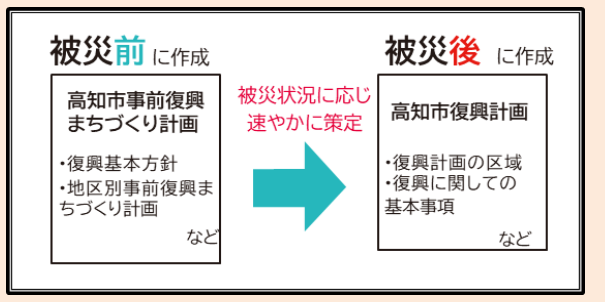 被災前に作成
高知市事前復興
まちづくり計画
・復興基本方針
・地区別事前復興ま
ちづくり計画
など
被災状況に応じ
速やかに策定
被災後に作成
高知市復興計画
・復興計画の区域
・復興に関しての
基本事項
など